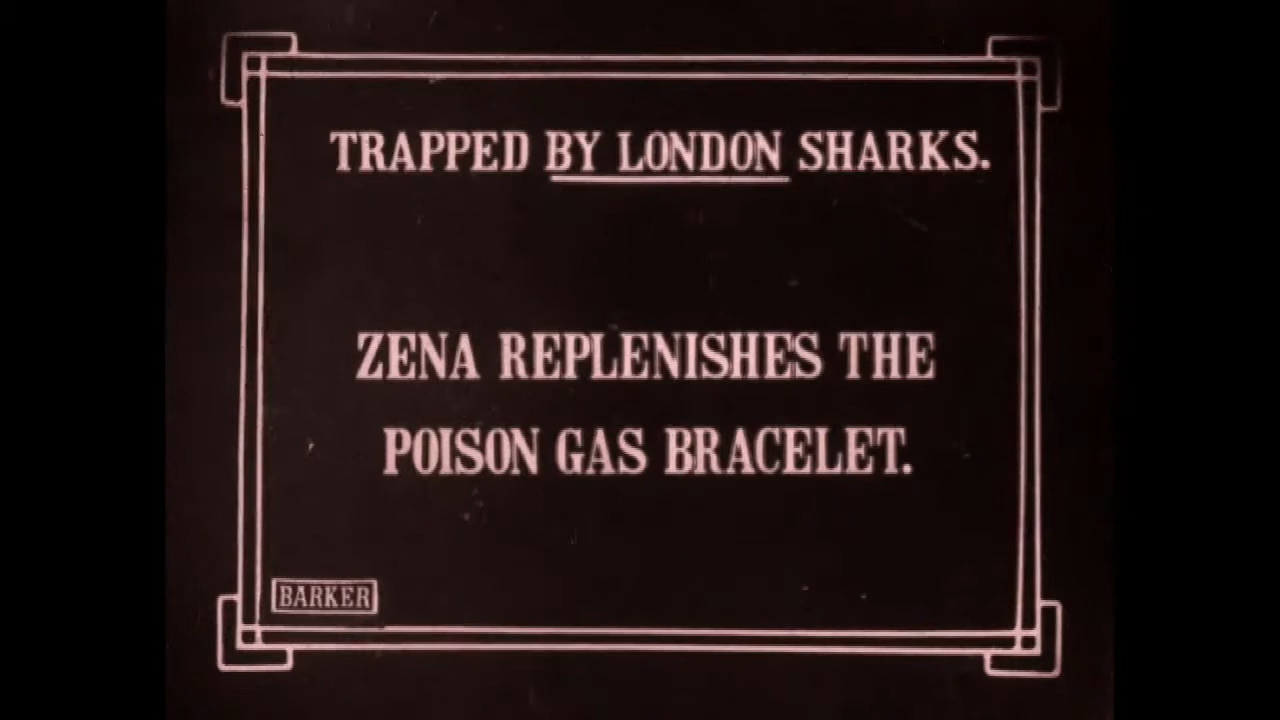 TRAPPED BY LONDON SHARKS.
ZENA REPLENISHES THE
POISON GAS BRACELET.
BARKER